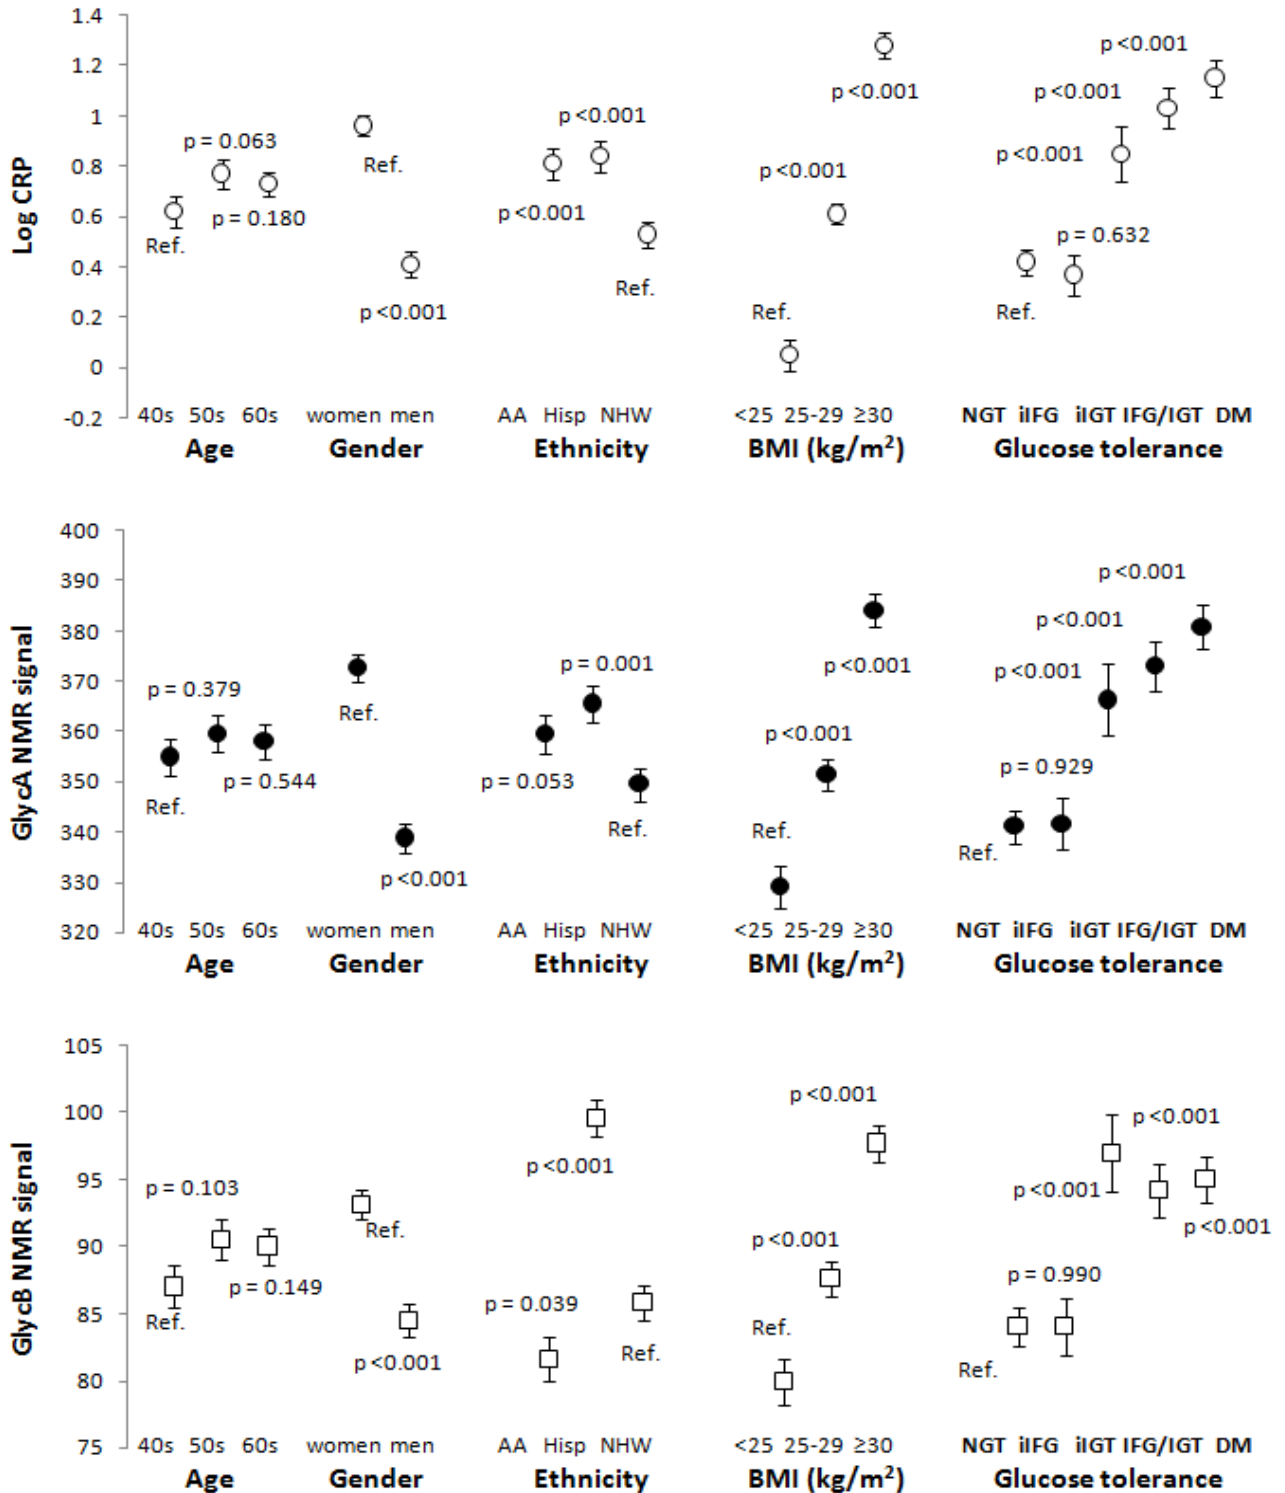 1.4
p <0.001
1.2
p <0.001
p <0.001
1
p <0.001
p = 0.063
0.8
p <0.001
p <0.001
Log CRP
0.6
p = 0.180
p <0.001
Ref.
Ref.
p = 0.632
0.4
Ref.
p <0.001
Ref.
Ref.
0.2
0
-0.2
40s 50s 60s women men AA Hisp NHW <25 25-29 ≥30 NGT iIFG iIGT IFG/IGT DM
Age Gender Ethnicity BMI (kg/m²) Glucose tolerance
400
390
p <0.001
380
p <0.001
370
p = 0.001
p <0.001
p <0.001
p = 0.379
GlycA NMR signal
360
Ref.
p <0.001
350
p = 0.544
p = 0.053
p = 0.929
Ref.
340
Ref.
Ref.
Ref.
330
p <0.001
320
40s 50s 60s women men AA Hisp NHW <25 25-29 ≥30 NGT iIFG iIGT IFG/IGT DM
Age Gender Ethnicity BMI (kg/m²) Glucose tolerance
105
100
p <0.001
p <0.001
95
p = 0.103
p <0.001
p <0.001
GlycB NMR signal
90
Ref.
p <0.001
p <0.001
85
p = 0.149
p = 0.039
p = 0.990
Ref.
p <0.001
Ref.
Ref.
Ref.
80
75
40s 50s 60s women men AA Hisp NHW <25 25-29 ≥30 NGT iIFG iIGT IFG/IGT DM
Age Gender Ethnicity BMI (kg/m²) Glucose tolerance